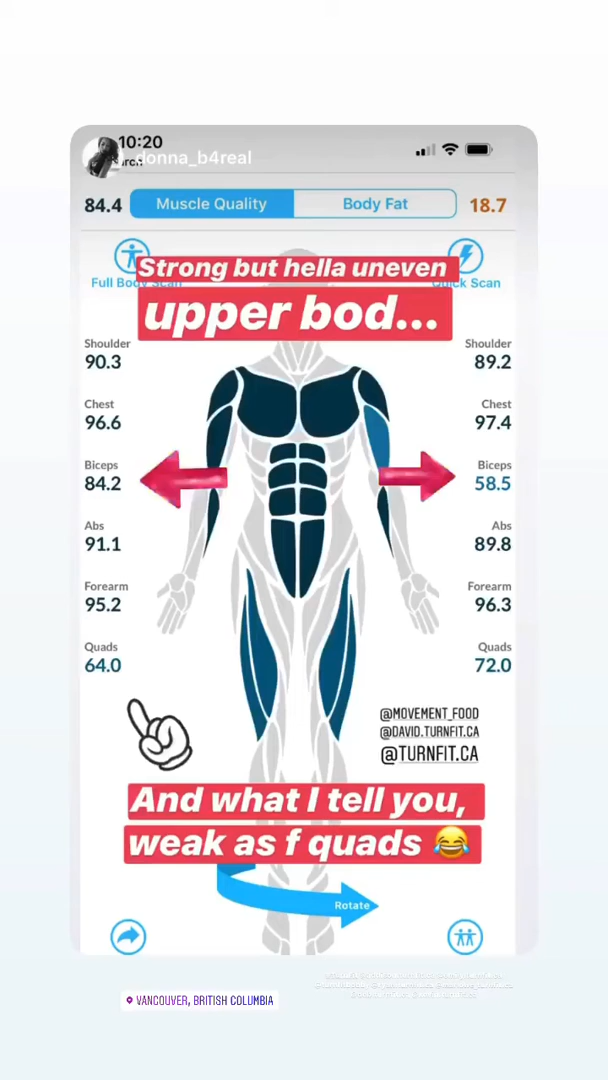 10:20
donna_b4real
84.4 Muscle Quality Body Fat 18.7
Strong but hella uneven
Full Body Scan Quick Scan
upper bod...
Shoulder Shoulder
90.3 89.2
Chest Chest
96.6 97.4
Biceps Biceps
84.2 58.5
Abs Abs
91.1 89.8
Forearm Forearm
95.2 96.3
Quads Quads
64.0 72.0
@MOVEMENT_FOOD
@DAVID.TURNFIT.CA
@TURNFIT.CA
And what I tell you,
weak as f quads 😂
Rotate
VANCOUVER, BRITISH COLUMBIA